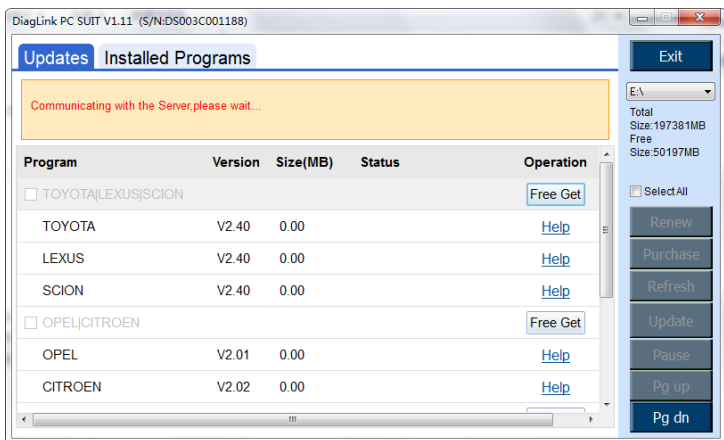 DiagLink PC SUIT V1.11 (S/N:DS003C001188)
Updates Installed Programs
Communicating with the Server,please wait...
Program Version Size(MB) Status Operation
TOYOTA|LEXUS|SCION Free Get
TOYOTA V2.40 0.00 Help
LEXUS V2.40 0.00 Help
SCION V2.40 0.00 Help
OPEL|CITROEN Free Get
OPEL V2.01 0.00 Help
CITROEN V2.02 0.00 Help
Exit
E:\
Total
Size:197381MB
Free
Size:50197MB
Select All
Renew
Purchase
Refresh
Update
Pause
Pg up
Pg dn